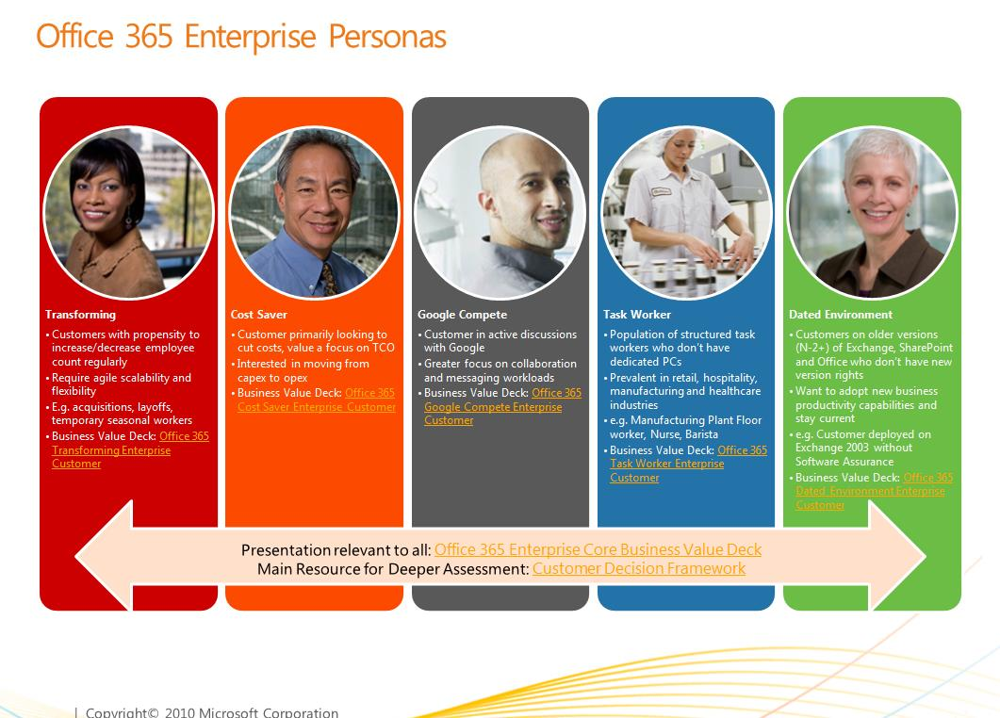 Office 365 Enterprise Personas
Transforming
• Customers with propensity to
increase/decrease employee
count regularly
• Require agile scalability and
flexibility
• E.g. acquisitions, layoffs,
temporary seasonal workers
• Business Value Deck: Office 365
Transforming Enterprise
Customer
Cost Saver
• Customer primarily looking to
cut costs, value a focus on TCO
• Interested in moving from
capex to opex
• Business Value Deck: Office 365
Cost Saver Enterprise Customer
Google Compete
• Customer in active discussions
with Google
• Greater focus on collaboration
and messaging workloads
• Business Value Deck: Office 365
Google Compete Enterprise
Customer
Task Worker
• Population of structured task
workers who don't have
dedicated PCs
• Prevalent in retail, hospitality,
manufacturing and healthcare
industries
• e.g. Manufacturing Plant Floor
worker, Nurse, Barista
• Business Value Deck: Office 365
Task Worker Enterprise
Customer
Dated Environment
• Customers on older versions
(N-2+) of Exchange, SharePoint
and Office who don't have new
version rights
• Want to adopt new business
productivity capabilities and
stay current
• e.g. Customer deployed on
Exchange 2003 without
Software Assurance
• Business Value Deck: Office 365
Dated Environment Enterprise
Customer
Presentation relevant to all: Office 365 Enterprise Core Business Value Deck
Main Resource for Deeper Assessment: Customer Decision Framework
| Copyright© 2010 Microsoft Corporation